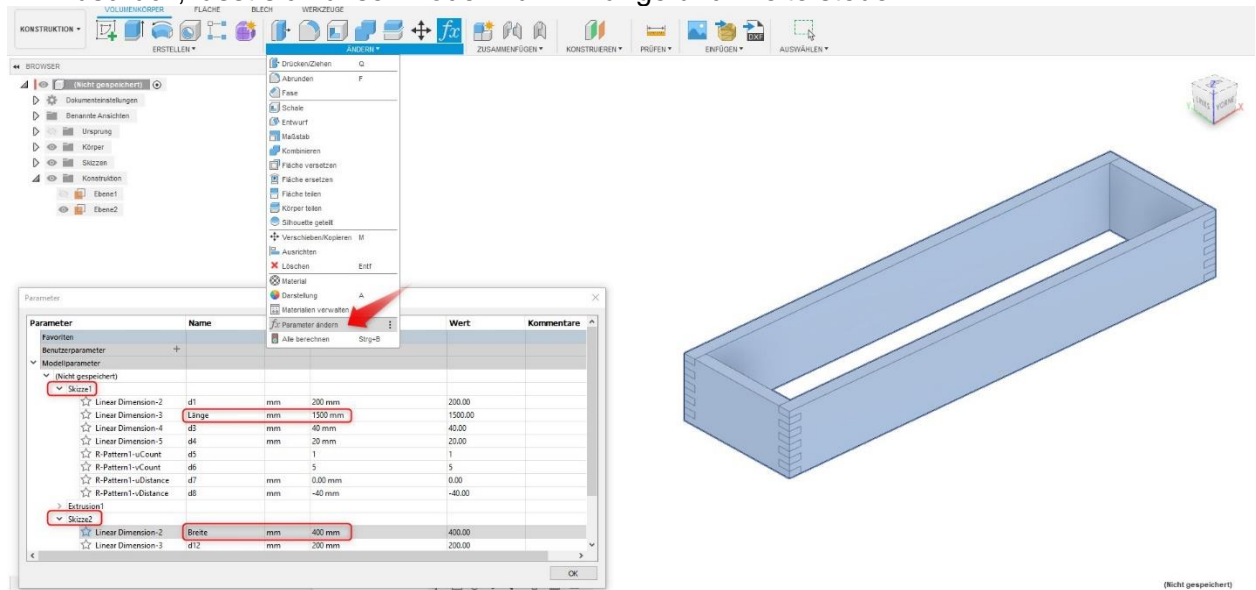 VOLUMENKÖRPER FLÄCHE BLECH WERKZEUGE
KONSTRUKTION
ERSTELLEN ÄNDERN ZUSAMMENFÜGEN KONSTRUIEREN PRÜFEN EINFÜGEN AUSWÄHLEN
BROWSER
(Nicht gespeichert)
Dokumenteinstellungen
Benannte Ansichten
Ursprung
Körper
Skizzen
Konstruktion
Ebene1
Ebene2
Drücken/Ziehen Q
Abrunden F
Fase
Schale
Entwurf
Maßstab
Kombinieren
Fläche versetzen
Fläche ersetzen
Fläche teilen
Körper teilen
Silhouette geteilt
Verschieben/Kopieren M
Ausrichten
Löschen Entf
Material
Darstellung A
Materialien verwalten
Parameter ändern
Alle berechnen Strg+B
LINKS VORNE
Z
Y X
Parameter
Parameter Name Wert Kommentare
Favoriten
Benutzerparameter +
Modellparameter
(Nicht gespeichert)
Skizze1
Linear Dimension-2 d1 mm 200 mm 200.00
Linear Dimension-3 Länge mm 1500 mm 1500.00
Linear Dimension-4 d3 mm 40 mm 40.00
Linear Dimension-5 d4 mm 20 mm 20.00
R-Pattern1-uCount d5 1 1
R-Pattern1-vCount d6 5 5
R-Pattern1-uDistance d7 mm 0.00 mm 0.00
R-Pattern1-vDistance d8 mm -40 mm -40.00
Extrusion1
Skizze2
Linear Dimension-2 Breite mm 400 mm 400.00
Linear Dimension-3 d12 mm 200 mm 200.00
OK
(Nicht gespeichert)